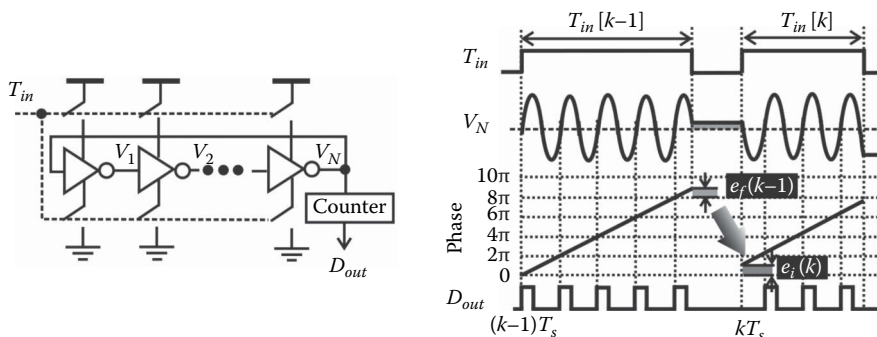 T_in
V_1
V_2
V_N
Counter
D_out
T_in [k–1]
T_in [k]
T_in
V_N
Phase
10π
8π
6π
4π
2π
0
e_f(k–1)
e_i(k)
D_out
(k–1)T_s
kT_s